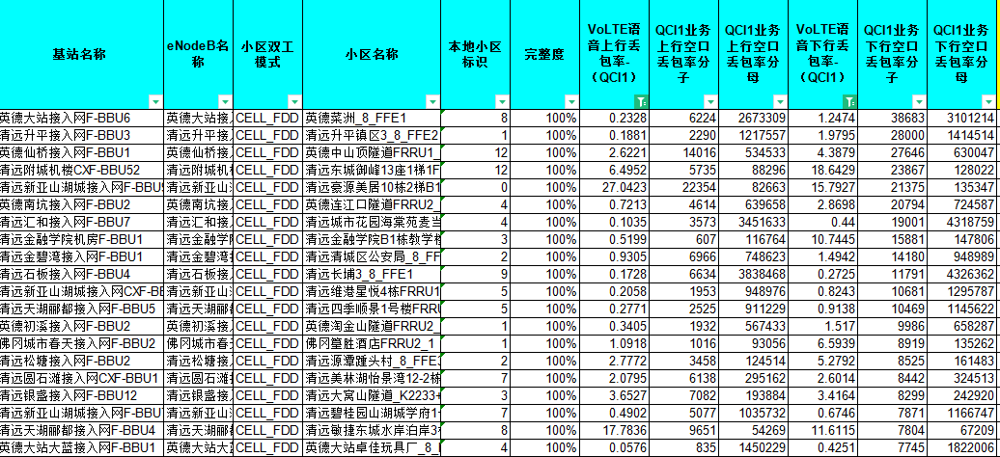 基站名称 eNodeB名称 小区双工模式 小区名称 本地小区标识 完整度 VoLTE语音上行丢包率-(QCI1) QCI1业务上行空口丢包率分子 QCI1业务上行空口丢包率分母 VoLTE语音下行丢包率-(QCI1) QCI1业务下行空口丢包率分子 QCI1业务下行空口丢包率分母
英德大站接入网F-BBU6 英德大站接 CELL_FDD 英德菜洲_8_FFE1 8 100% 0.2328 6224 2673309 1.2474 38683 3101214
清远升平接入网F-BBU3 清远升平接 CELL_FDD 清远升平镇区3_8_FFE2 1 100% 0.1881 2290 1217557 1.9795 28000 1414514
英德仙桥接入网F-BBU1 英德仙桥接 CELL_FDD 英德中山顶隧道FRRU1_ 12 100% 2.6221 14016 534533 4.3879 27646 630047
清远附城机楼CXF-BBU52 清远附城机 CELL_FDD 清远东城御峰13座1梯1F 12 100% 6.4952 5735 88296 18.6429 23867 128022
清远新亚山湖城接入网F-BBU5 清远新亚山 CELL_FDD 清远豪源美居10栋2梯B1 0 100% 27.0423 22354 82663 15.7927 21375 135347
英德南坑接入网F-BBU2 英德南坑接 CELL_FDD 英德连江口隧道FRRU2_ 4 100% 0.7213 4614 639658 2.8698 20794 724587
清远汇和接入网F-BBU7 清远汇和接 CELL_FDD 清远城市花园海棠苑麦当 4 100% 0.1035 3573 3451633 0.44 19001 4318759
清远金融学院机房F-BBU1 清远金融学 CELL_FDD 清远金融学院B1栋教学楼 3 100% 0.5199 607 116764 10.7445 15881 147806
清远金碧湾接入网F-BBU1 清远金碧湾 CELL_FDD 清远清城区公安局_8_FF 2 100% 0.9305 6966 748623 1.4942 14180 948989
清远石板接入网F-BBU4 清远石板接 CELL_FDD 清远长埔3_8_FFE1 9 100% 0.1728 6634 3838468 0.2725 11791 4326362
清远新亚山湖城接入网CXF-BB 清远新亚山 CELL_FDD 清远维港星悦4栋FRRU1 5 100% 0.2058 1953 948976 0.8243 10681 1295787
清远天湖郦都接入网F-BBU5 清远天湖郦 CELL_FDD 清远四季顺景1号楼FRRU 5 100% 0.2771 2525 911229 0.9138 10469 1145622
英德初溪接入网F-BBU2 英德初溪接 CELL_FDD 英德淘金山隧道FRRU2_ 1 100% 0.3405 1932 567433 1.517 9986 658287
佛冈城市春天接入网F-BBU2 佛冈城市春 CELL_FDD 佛冈篁胜酒店FRRU2_1 1 100% 1.0918 1016 93056 6.5939 8919 135262
清远松塘接入网F-BBU2 清远松塘接 CELL_FDD 清远源潭踵头村_8_FFE 2 100% 2.7772 3458 124514 5.2792 8525 161483
清远圆石滩接入网CXF-BBU1 清远圆石滩 CELL_FDD 清远美林湖怡景湾12-2栋 7 100% 2.0795 6138 295162 2.6014 8442 324513
清远银盏接入网F-BBU12 清远银盏接 CELL_FDD 清远大窝山隧道_K2233+ 3 100% 3.6527 7082 193884 3.4164 8299 242920
清远新亚山湖城接入网F-BBU 清远新亚山 CELL_FDD 清远碧桂园山湖城学府1 7 100% 0.4902 5077 1035732 0.6746 7871 1166747
清远天湖郦都接入网F-BBU4 清远天湖郦 CELL_FDD 清远敏捷东城水岸泊岸3 8 100% 17.7836 9651 54269 11.6115 7804 67209
英德大站大蓝接入网F-BBU1 英德大站大 CELL_FDD 英德大站卓佳玩具厂_8_ 4 100% 0.0576 835 1450229 0.4251 7745 1822083